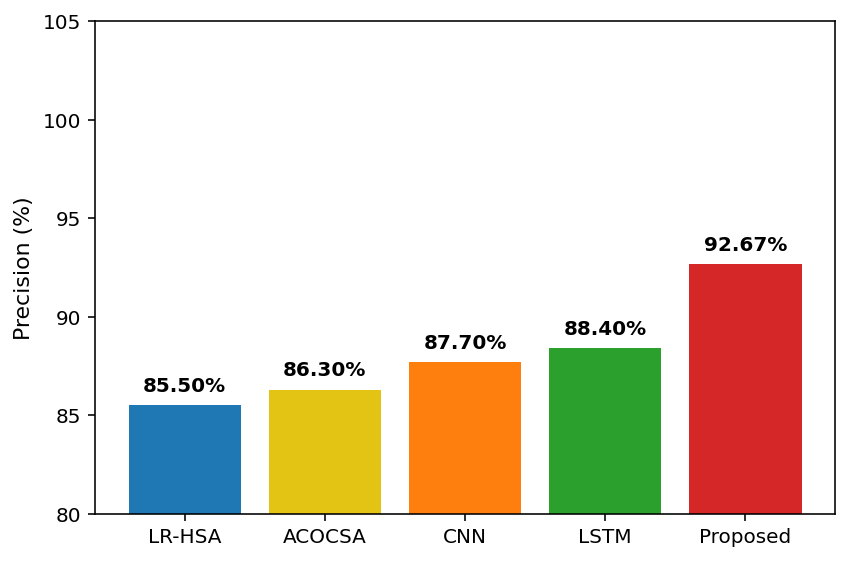 105
100
95
90
85
80
Precision (%)
85.50%
86.30%
87.70%
88.40%
92.67%
LR-HSA
ACOCSA
CNN
LSTM
Proposed